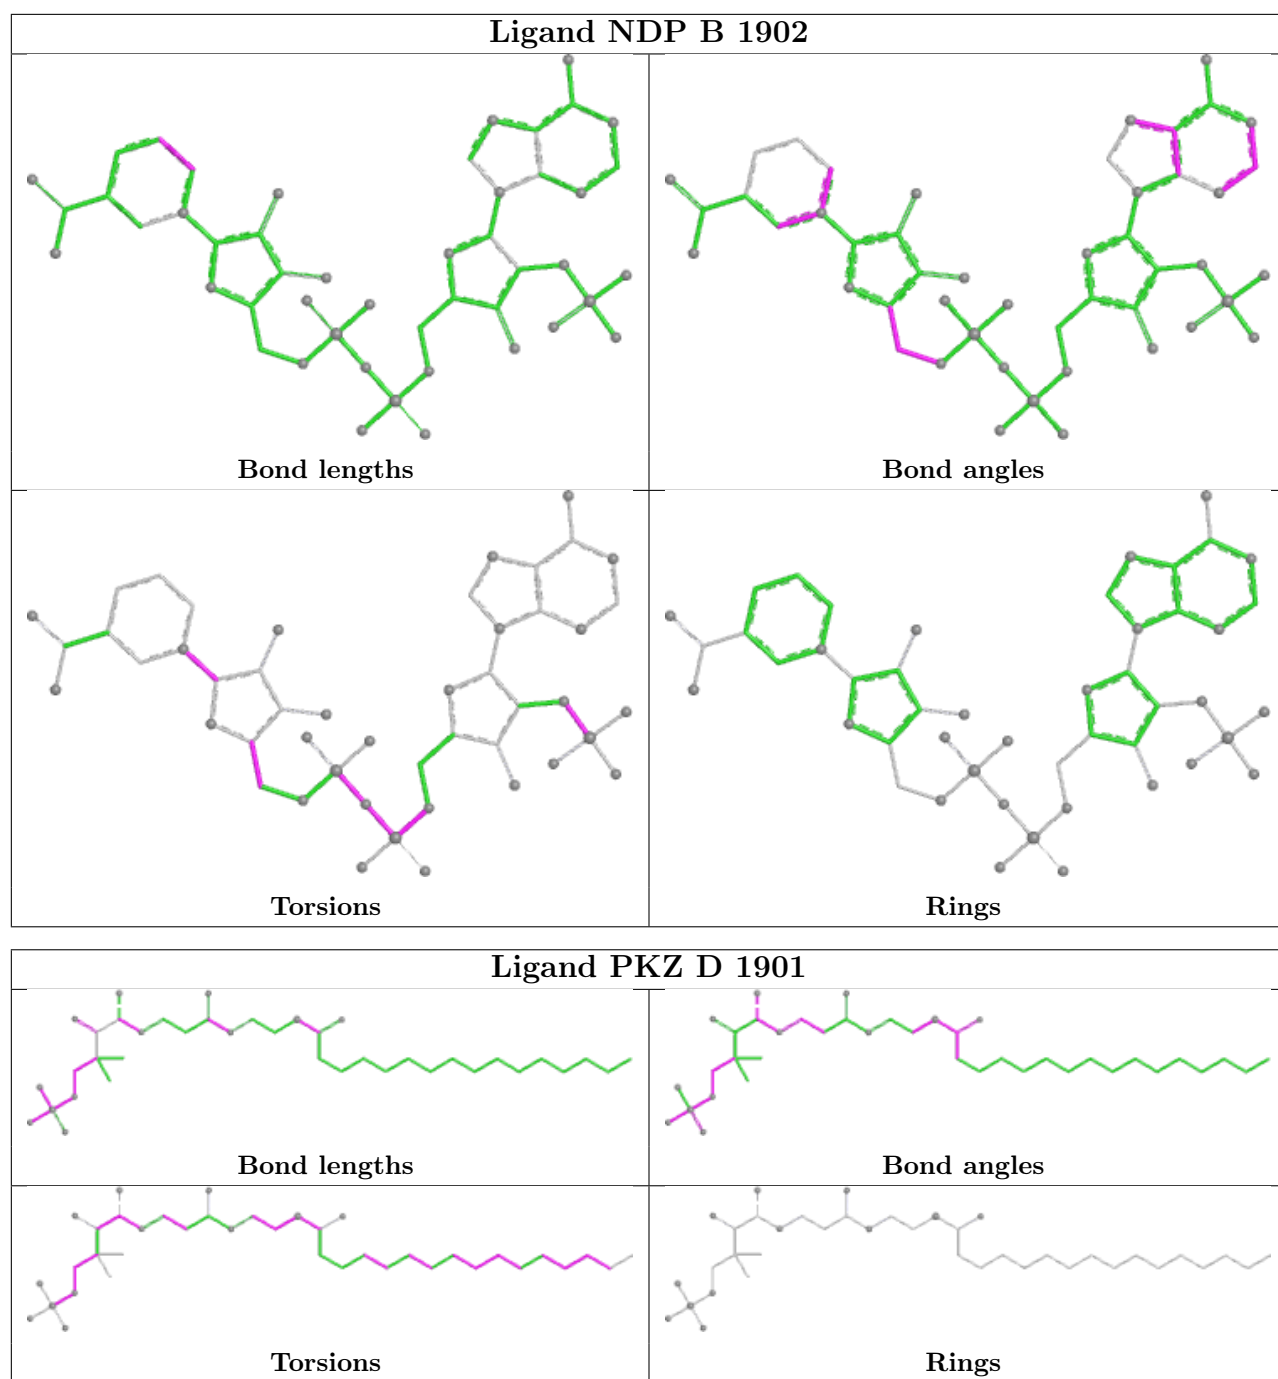 Ligand NDP B 1902
Bond lengths
Bond angles
Torsions
Rings
Ligand PKZ D 1901
Bond lengths
Bond angles
Torsions
Rings